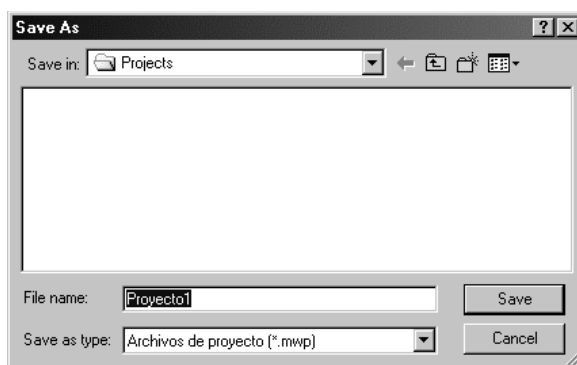 Save As
Save in: Projects
File name: Proyecto1 Save
Save as type: Archivos de proyecto (*.mwp) Cancel